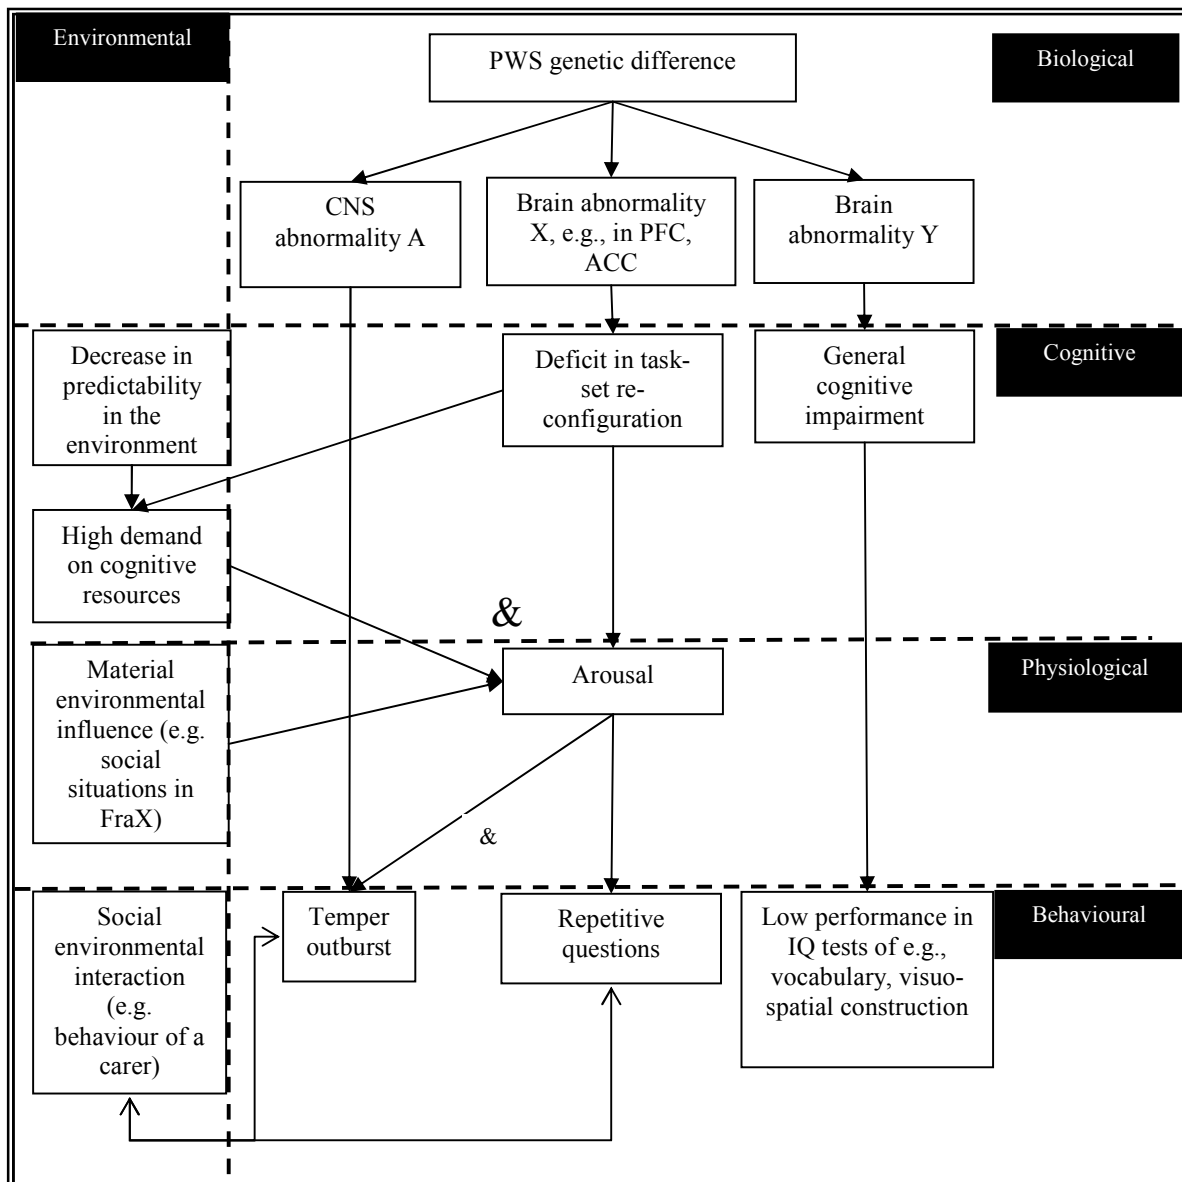 Environmental
PWS genetic difference
Biological
CNS
abnormality A
Brain abnormality
X, e.g., in PFC,
ACC
Brain
abnormality Y
Decrease in
predictability
in the
environment
Deficit in task-
set re-
configuration
General
cognitive
impairment
Cognitive
High demand
on cognitive
resources
&
Material
environmental
influence (e.g.
social
situations in
FraX)
Arousal
Physiological
&
Social
environmental
interaction
(e.g.
behaviour of a
carer)
Temper
outburst
Repetitive
questions
Low performance in
IQ tests of e.g.,
vocabulary, visuo-
spatial construction
Behavioural